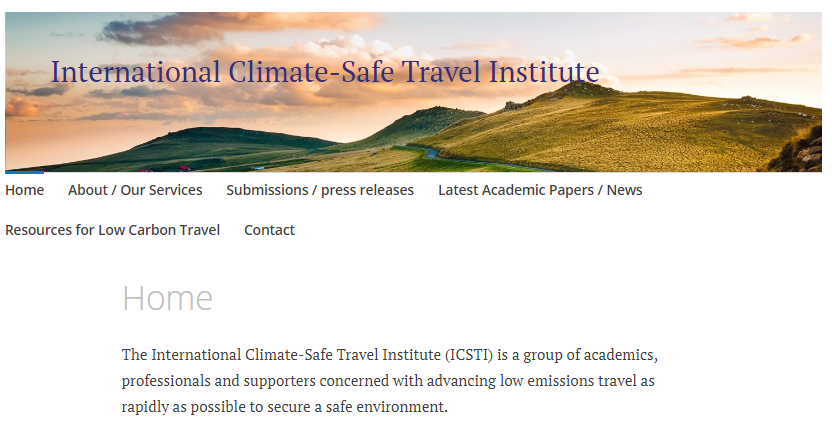 International Climate-Safe Travel Institute
Home About / Our Services Submissions / press releases Latest Academic Papers / News
Resources for Low Carbon Travel Contact
Home
The International Climate-Safe Travel Institute (ICSTI) is a group of academics,
professionals and supporters concerned with advancing low emissions travel as
rapidly as possible to secure a safe environment.